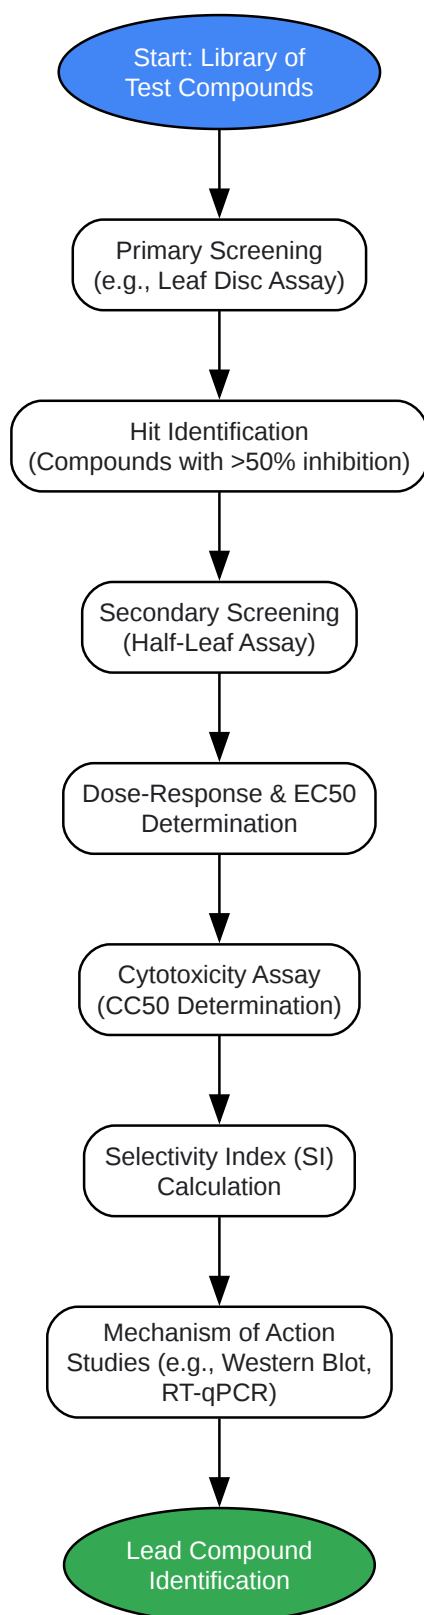 Start: Library of
Test Compounds
Primary Screening
(e.g., Leaf Disc Assay)
Hit Identification
(Compounds with >50% inhibition)
Secondary Screening
(Half-Leaf Assay)
Dose-Response & EC50
Determination
Cytotoxicity Assay
(CC50 Determination)
Selectivity Index (SI)
Calculation
Mechanism of Action
Studies (e.g., Western Blot,
RT-qPCR)
Lead Compound
Identification